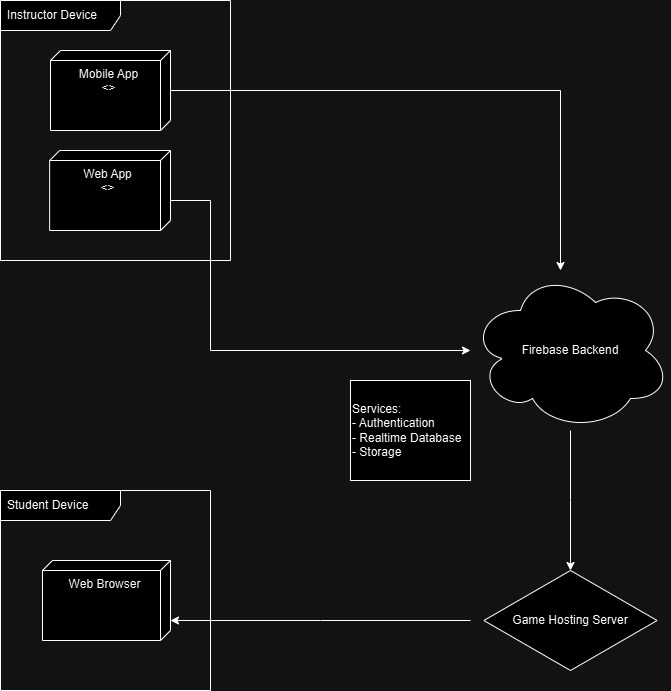 Instructor Device
Mobile App
<>
Web App
<>
Firebase Backend
Services:
- Authentication
- Realtime Database
- Storage
Student Device
Web Browser
Game Hosting Server